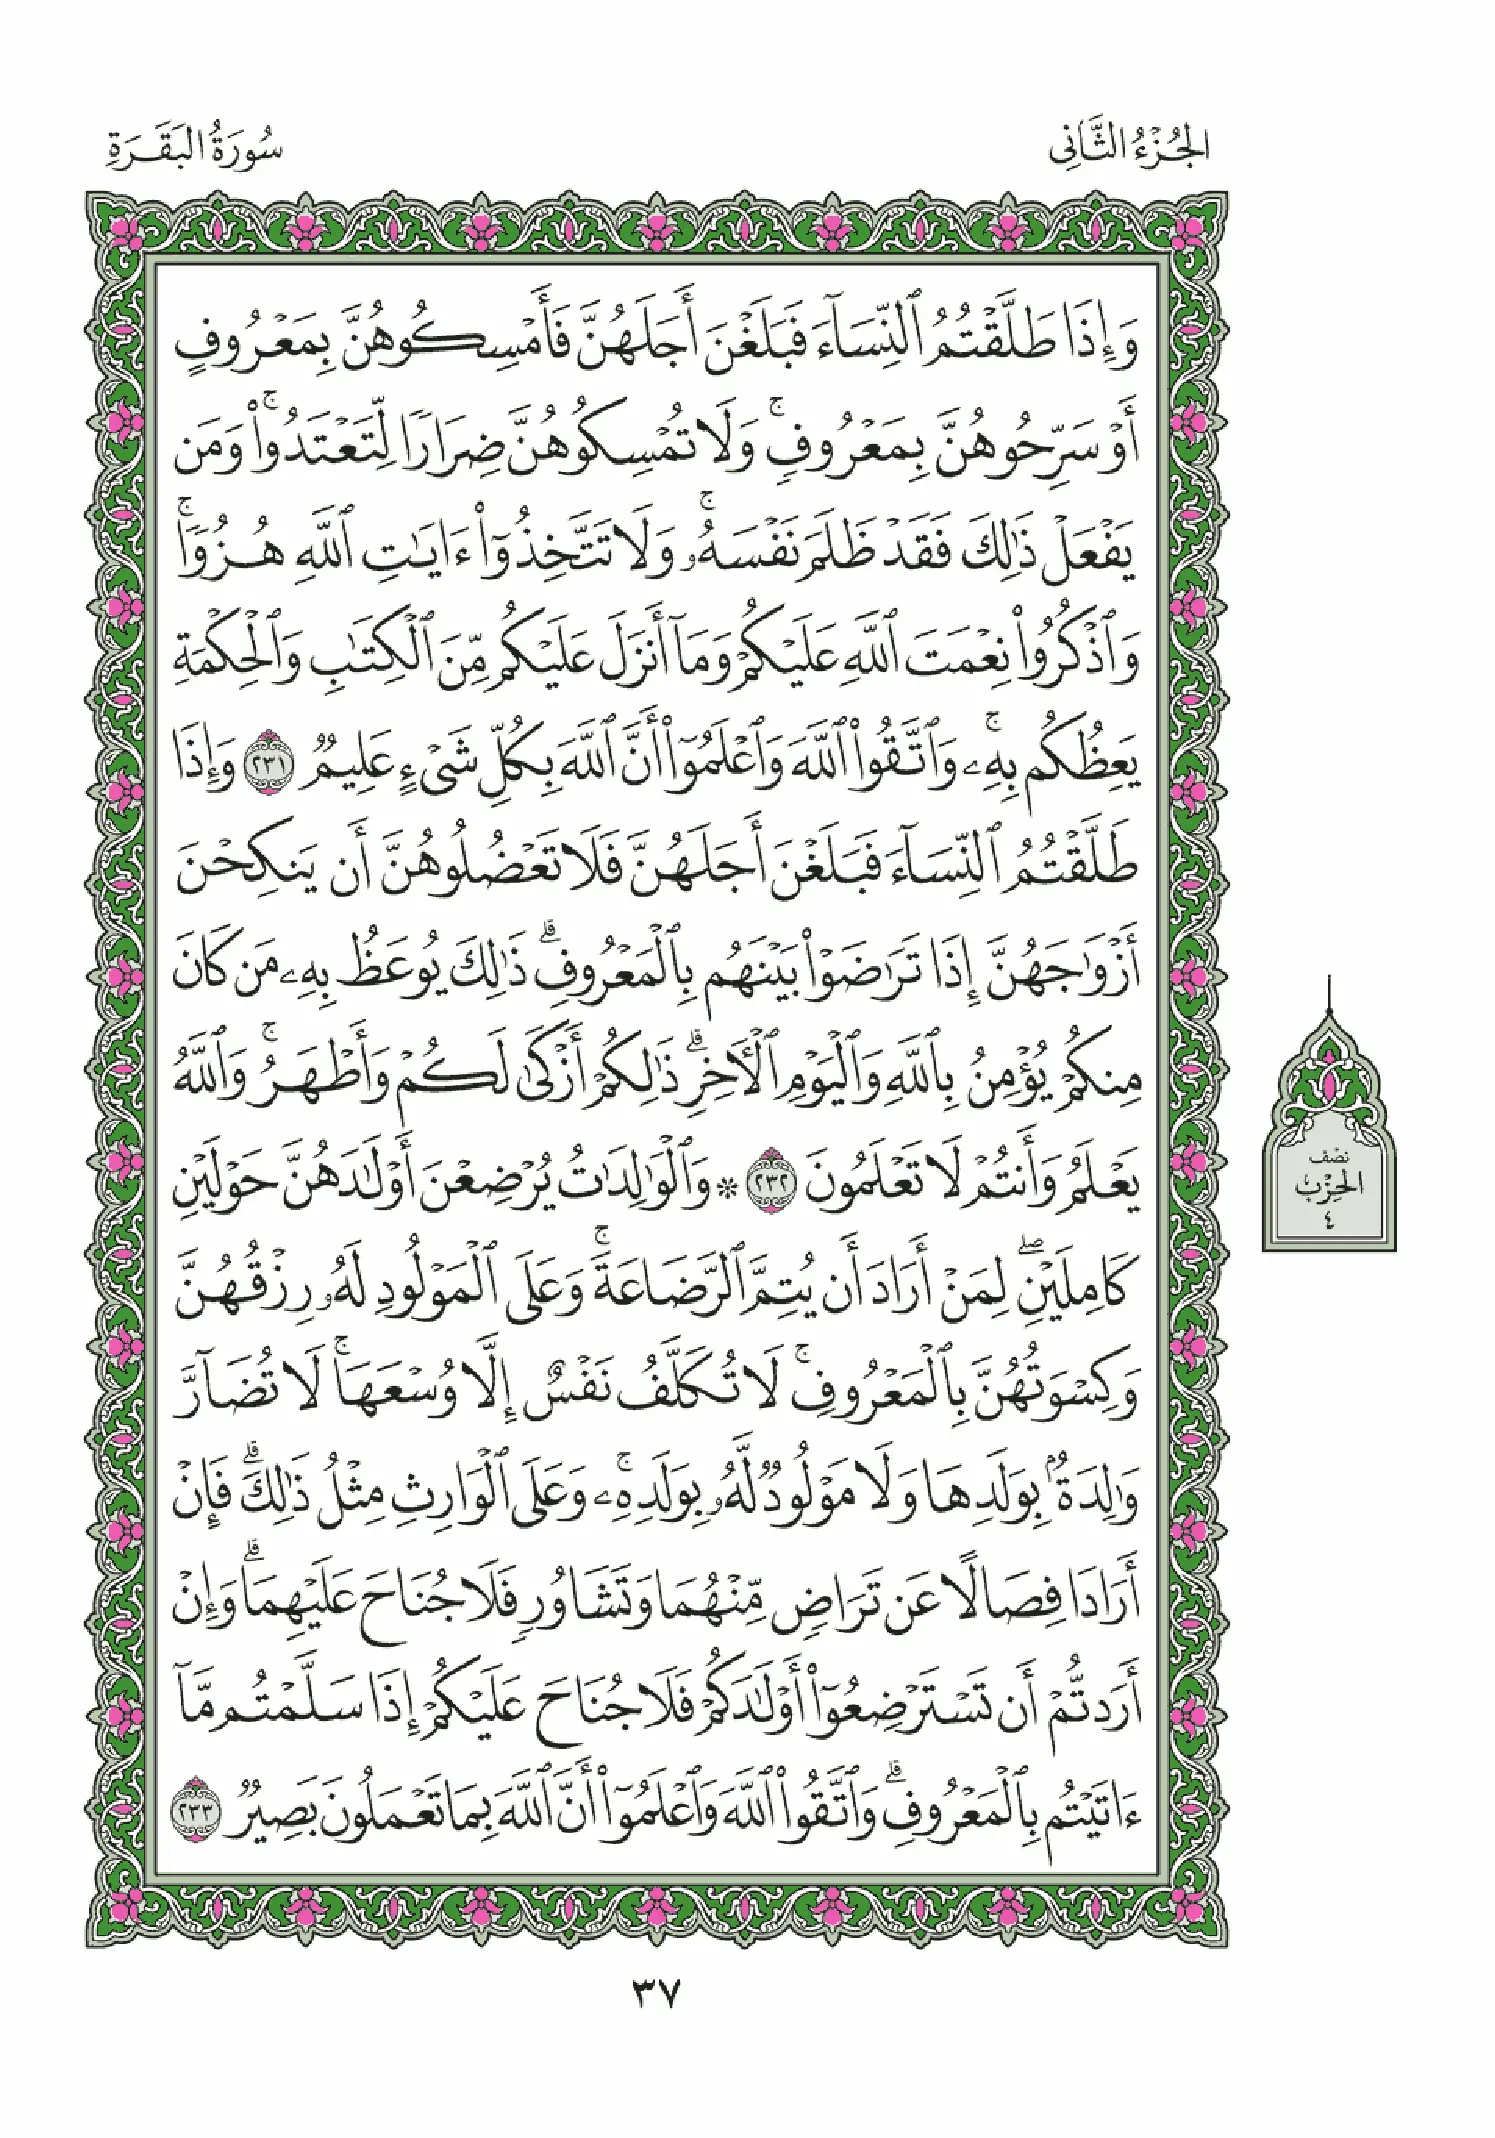 الجُزْءُ الثَّانِي
سُورَةُ البَقَرَةِ
وَإِذَا طَلَّقۡتُمُ ٱلنِّسَآءَ فَبَلَغۡنَ أَجَلَهُنَّ فَأَمۡسِكُوهُنَّ بِمَعۡرُوفٍ
أَوۡ سَرِّحُوهُنَّ بِمَعۡرُوفٖۚ وَلَا تُمۡسِكُوهُنَّ ضِرَارٗا لِّتَعۡتَدُواْۚ وَمَن
يَفۡعَلۡ ذَٰلِكَ فَقَدۡ ظَلَمَ نَفۡسَهُۥۚ وَلَا تَتَّخِذُوٓاْ ءَايَٰتِ ٱللَّهِ هُزُوٗاۚ
وَٱذۡكُرُواْ نِعۡمَتَ ٱللَّهِ عَلَيۡكُمۡ وَمَآ أَنزَلَ عَلَيۡكُم مِّنَ ٱلۡكِتَٰبِ وَٱلۡحِكۡمَةِ
يَعِظُكُم بِهِۦۚ وَٱتَّقُواْ ٱللَّهَ وَٱعۡلَمُوٓاْ أَنَّ ٱللَّهَ بِكُلِّ شَيۡءٍ عَلِيمٞ ٢٣١ وَإِذَا
طَلَّقۡتُمُ ٱلنِّسَآءَ فَبَلَغۡنَ أَجَلَهُنَّ فَلَا تَعۡضُلُوهُنَّ أَن يَنكِحۡنَ
أَزۡوَٰجَهُنَّ إِذَا تَرَٰضَوۡاْ بَيۡنَهُم بِٱلۡمَعۡرُوفِۗ ذَٰلِكَ يُوعَظُ بِهِۦ مَن كَانَ
مِنكُمۡ يُؤۡمِنُ بِٱللَّهِ وَٱلۡيَوۡمِ ٱلۡأٓخِرِۗ ذَٰلِكُمۡ أَزۡكَىٰ لَكُمۡ وَأَطۡهَرُۚ وَٱللَّهُ
يَعۡلَمُ وَأَنتُمۡ لَا تَعۡلَمُونَ ٢٣٢ ۞ وَٱلۡوَٰلِدَٰتُ يُرۡضِعۡنَ أَوۡلَٰدَهُنَّ حَوۡلَيۡنِ
كَامِلَيۡنِۖ لِمَنۡ أَرَادَ أَن يُتِمَّ ٱلرَّضَاعَةَۚ وَعَلَى ٱلۡمَوۡلُودِ لَهُۥ رِزۡقُهُنَّ
وَكِسۡوَتُهُنَّ بِٱلۡمَعۡرُوفِۚ لَا تُكَلَّفُ نَفۡسٌ إِلَّا وُسۡعَهَاۚ لَا تُضَآرَّ
وَٰلِدَةُۢ بِوَلَدِهَا وَلَا مَوۡلُودٞ لَّهُۥ بِوَلَدِهِۦۚ وَعَلَى ٱلۡوَارِثِ مِثۡلُ ذَٰلِكَۗ فَإِنۡ
أَرَادَا فِصَالًا عَن تَرَاضٖ مِّنۡهُمَا وَتَشَاوُرٖ فَلَا جُنَاحَ عَلَيۡهِمَاۗ وَإِنۡ
أَرَدتُّمۡ أَن تَسۡتَرۡضِعُوٓاْ أَوۡلَٰدَكُمۡ فَلَا جُنَاحَ عَلَيۡكُمۡ إِذَا سَلَّمۡتُم مَّآ
ءَاتَيۡتُم بِٱلۡمَعۡرُوفِۗ وَٱتَّقُواْ ٱللَّهَ وَٱعۡلَمُوٓاْ أَنَّ ٱللَّهَ بِمَا تَعۡمَلُونَ بَصِيرٞ ٢٣٣
نصْف
الحِزْب
٤
٣٧